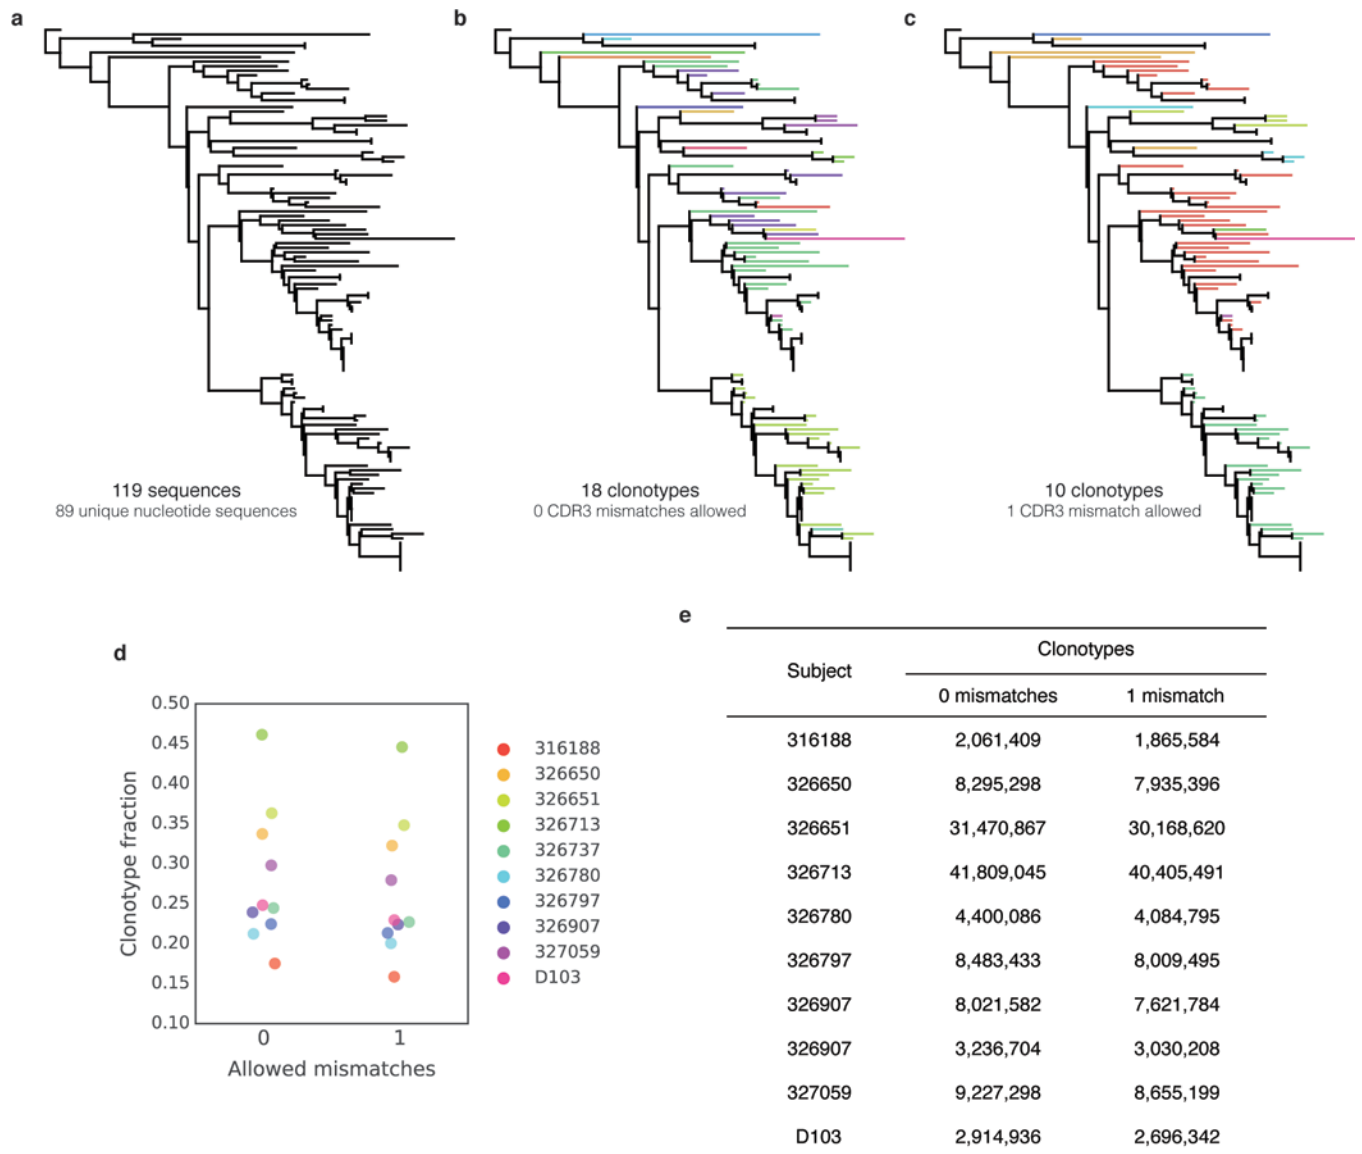 a
b
c
119 sequences
89 unique nucleotide sequences
18 clonotypes
0 CDR3 mismatches allowed
10 clonotypes
1 CDR3 mismatch allowed
d
Clonotype fraction
0.50
0.45
0.40
0.35
0.30
0.25
0.20
0.15
0.10
0 1
Allowed mismatches
316188
326650
326651
326713
326737
326780
326797
326907
327059
D103
e
Subject Clonotypes
0 mismatches 1 mismatch
316188 2,061,409 1,865,584
326650 8,295,298 7,935,396
326651 31,470,867 30,168,620
326713 41,809,045 40,405,491
326780 4,400,086 4,084,795
326797 8,483,433 8,009,495
326907 8,021,582 7,621,784
326907 3,236,704 3,030,208
327059 9,227,298 8,655,199
D103 2,914,936 2,696,342